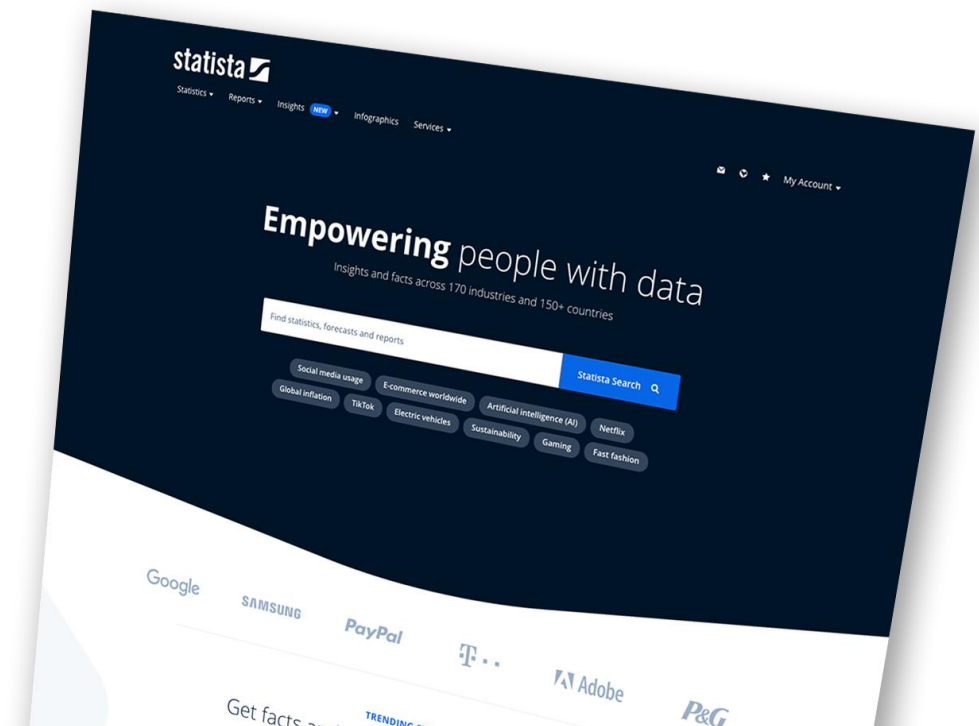 statista
Statistics Reports Insights NEW Infographics Services
My Account
Empowering people with data
Insights and facts across 170 industries and 150+ countries
Find statistics, forecasts and reports
Statista Search
Social media usage E-commerce worldwide Artificial intelligence (AI) Netflix
Global inflation TikTok Electric vehicles Sustainability Gaming Fast fashion
Google SAMSUNG PayPal T Adobe P&G
TRENDING
Get facts